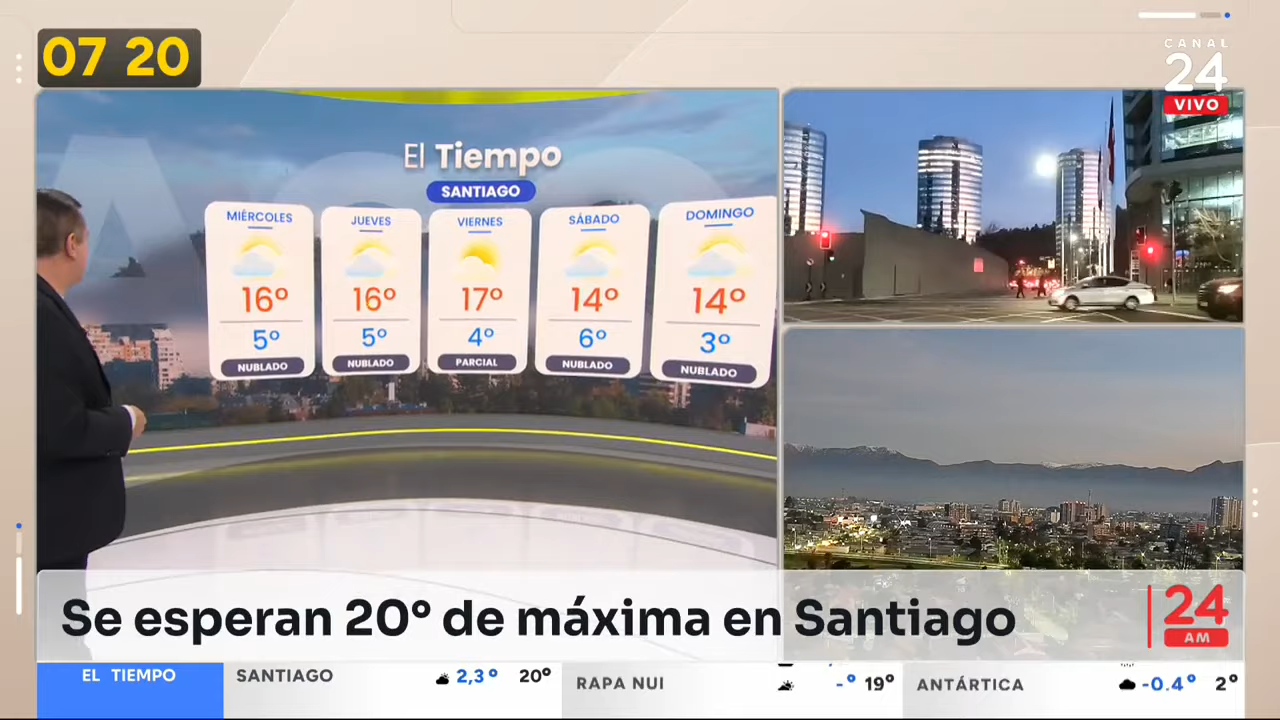 07 20
CANAL
24
VIVO
El Tiempo
SANTIAGO
MIÉRCOLES
16°
5°
NUBLADO
JUEVES
16°
5°
NUBLADO
VIERNES
17°
4°
PARCIAL
SÁBADO
14°
6°
NUBLADO
DOMINGO
14°
3°
NUBLADO
Se esperan 20° de máxima en Santiago
24
AM
EL TIEMPO
SANTIAGO 2,3° 20°
RAPA NUI -° 19°
ANTÁRTICA -0.4° 2°